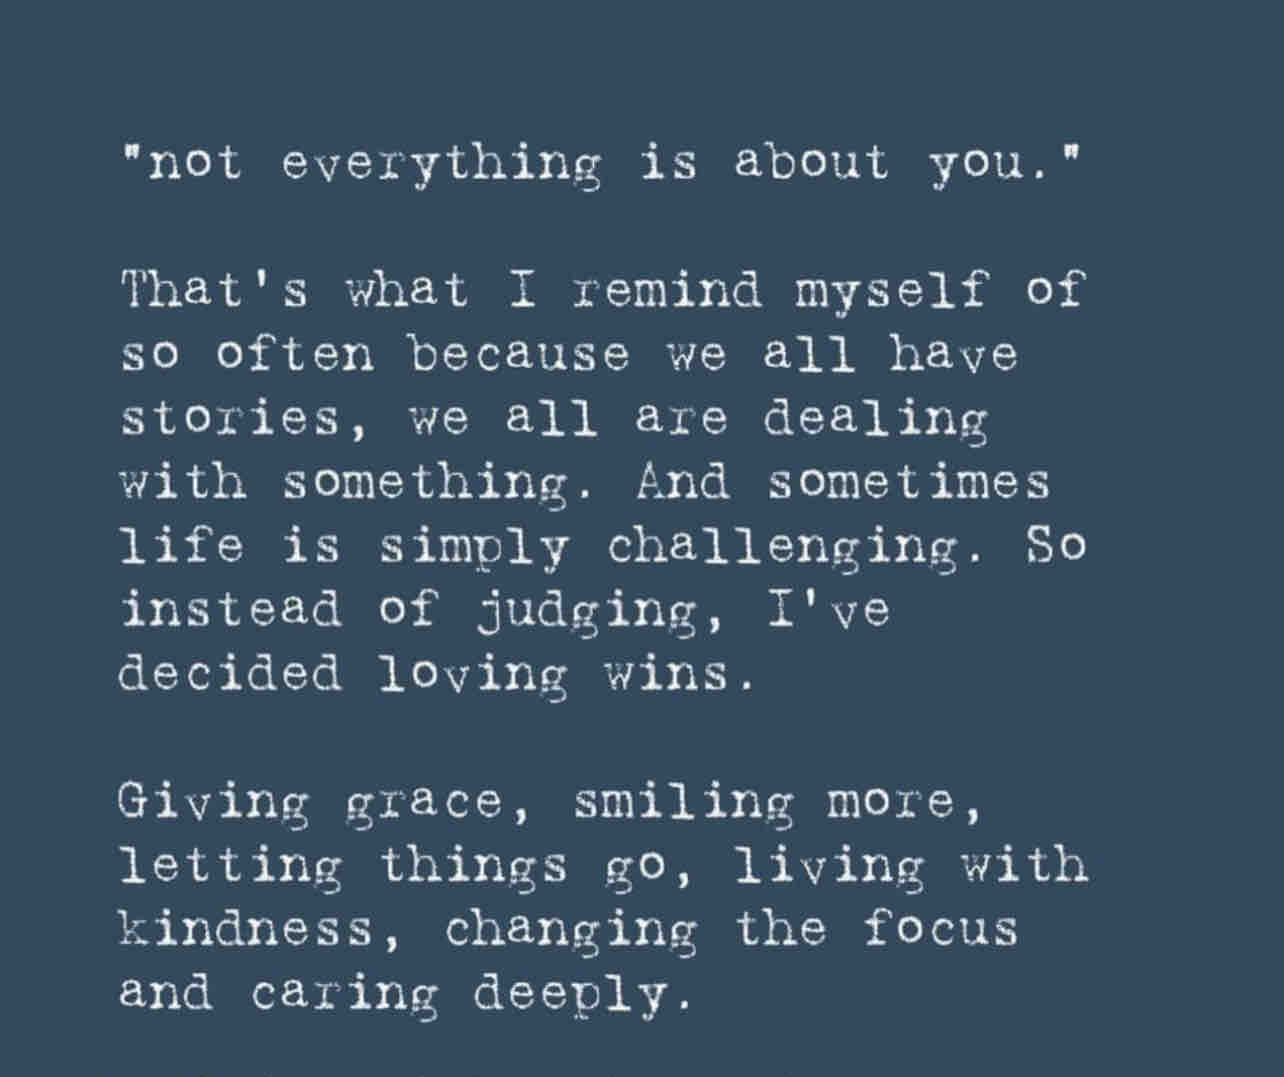 "not everything is about you."
That's what I remind myself of
so often because we all have
stories, we all are dealing
with something. And sometimes
life is simply challenging. So
instead of judging, I've
decided loving wins.
Giving grace, smiling more,
letting things go, living with
kindness, changing the focus
and caring deeply.